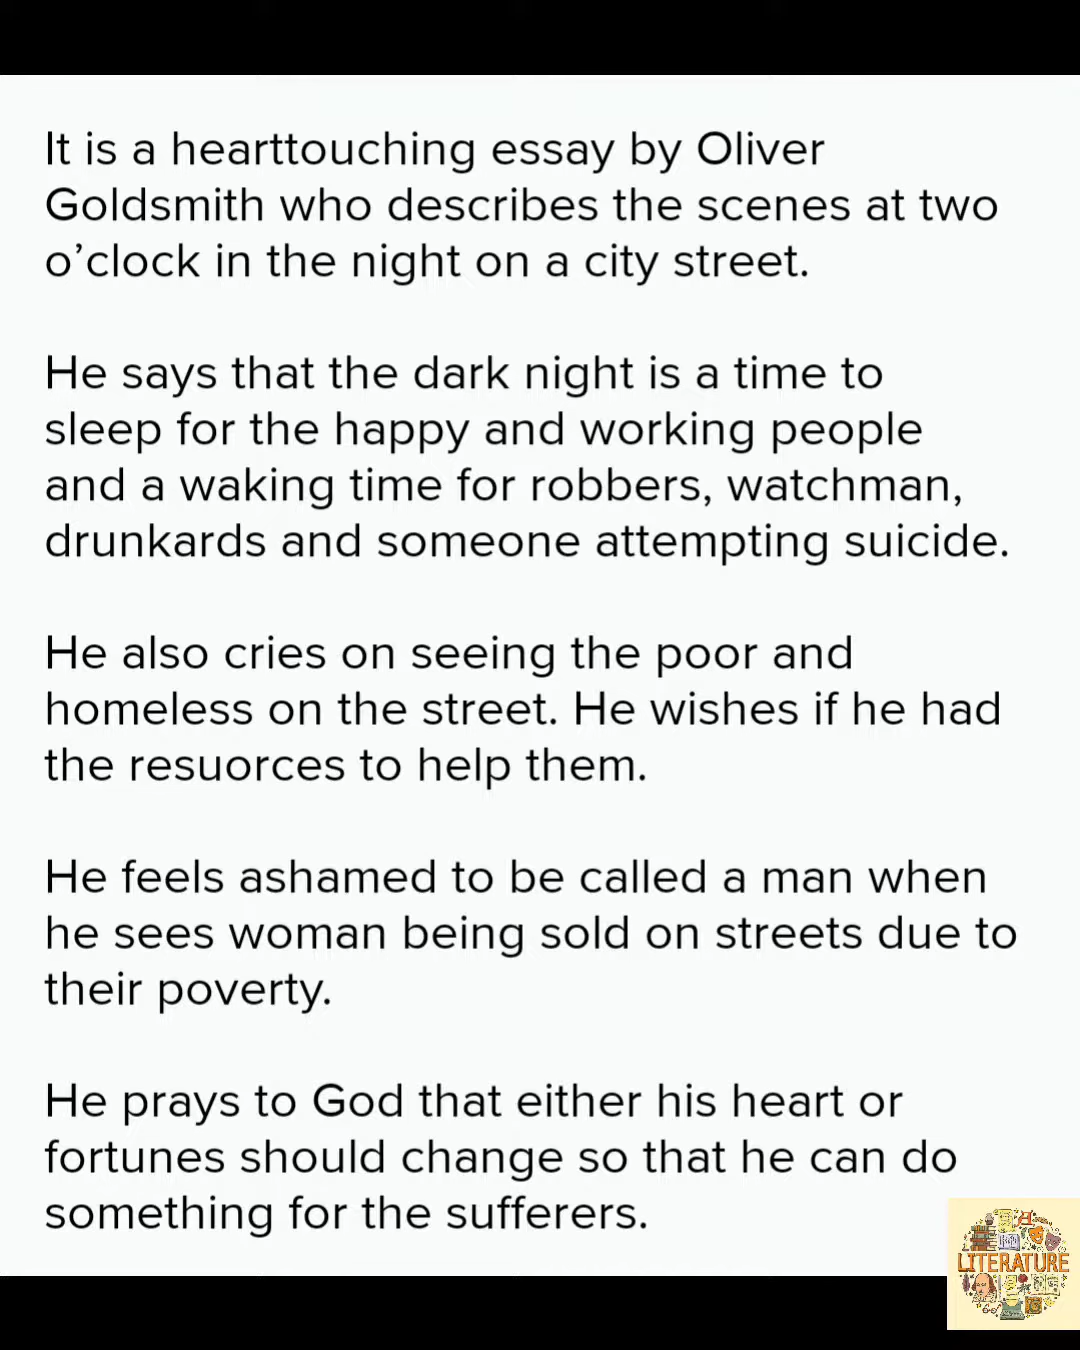 It is a hearttouching essay by Oliver
Goldsmith who describes the scenes at two
o’clock in the night on a city street.
He says that the dark night is a time to
sleep for the happy and working people
and a waking time for robbers, watchman,
drunkards and someone attempting suicide.
He also cries on seeing the poor and
homeless on the street. He wishes if he had
the resuorces to help them.
He feels ashamed to be called a man when
he sees woman being sold on streets due to
their poverty.
He prays to God that either his heart or
fortunes should change so that he can do
something for the sufferers.
LITERATURE